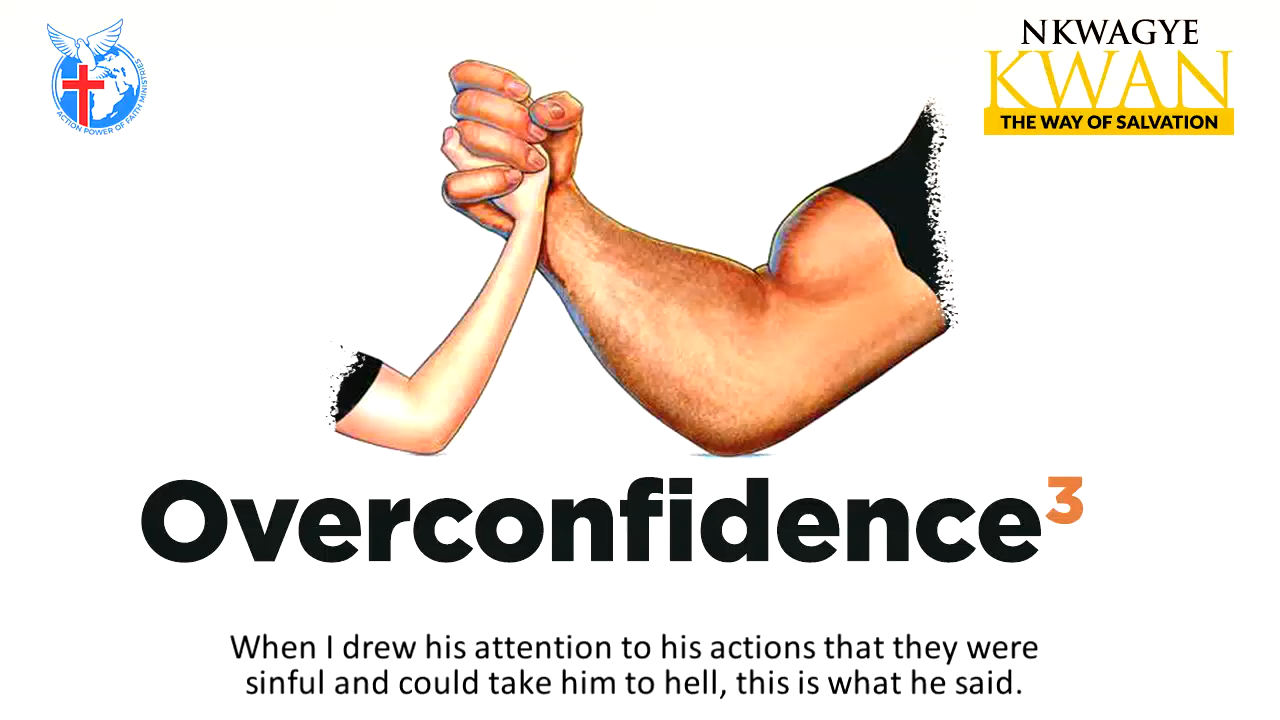 ACTION POWER OF FAITH MINISTRIES
NKWAGYE
KWAN
THE WAY OF SALVATION
Overconfidence³
When I drew his attention to his actions that they were
sinful and could take him to hell, this is what he said.